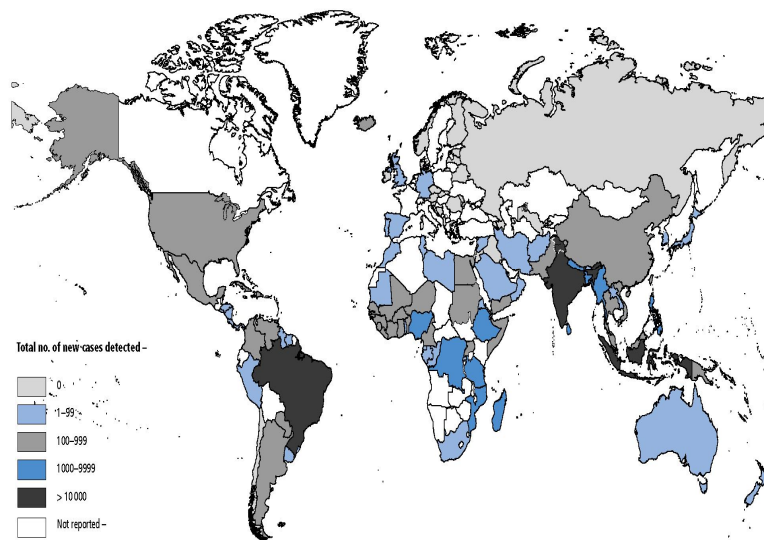 Total no. of new cases detected –
0
1–99
100–999
1000–9999
> 10 000
Not reported –